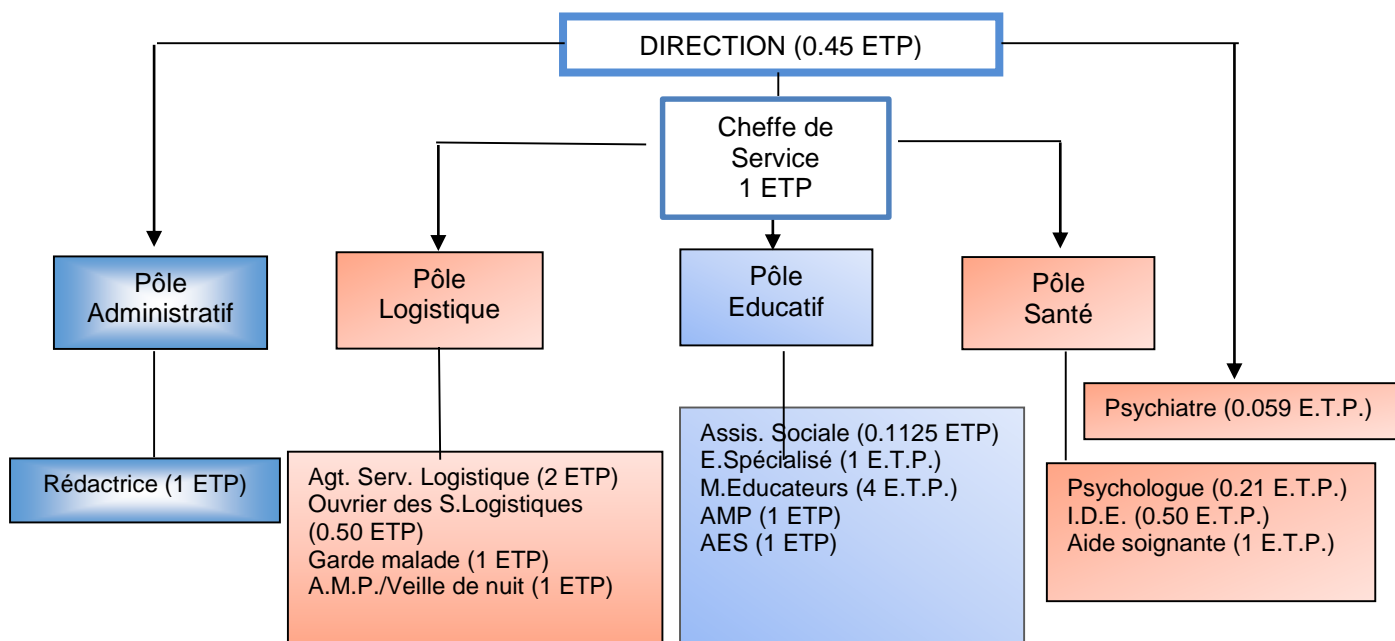 DIRECTION (0.45 ETP)
Cheffe de
Service
1 ETP
Pôle
Administratif
Pôle
Logistique
Pôle
Educatif
Pôle
Santé
Psychiatre (0.059 E.T.P.)
Rédactrice (1 ETP)
Agt. Serv. Logistique (2 ETP)
Ouvrier des S.Logistiques
(0.50 ETP)
Garde malade (1 ETP)
A.M.P./Veille de nuit (1 ETP)
Assis. Sociale (0.1125 ETP)
E.Spécialisé (1 E.T.P.)
M.Educateurs (4 E.T.P.)
AMP (1 ETP)
AES (1 ETP)
Psychologue (0.21 E.T.P.)
I.D.E. (0.50 E.T.P.)
Aide soignante (1 E.T.P.)